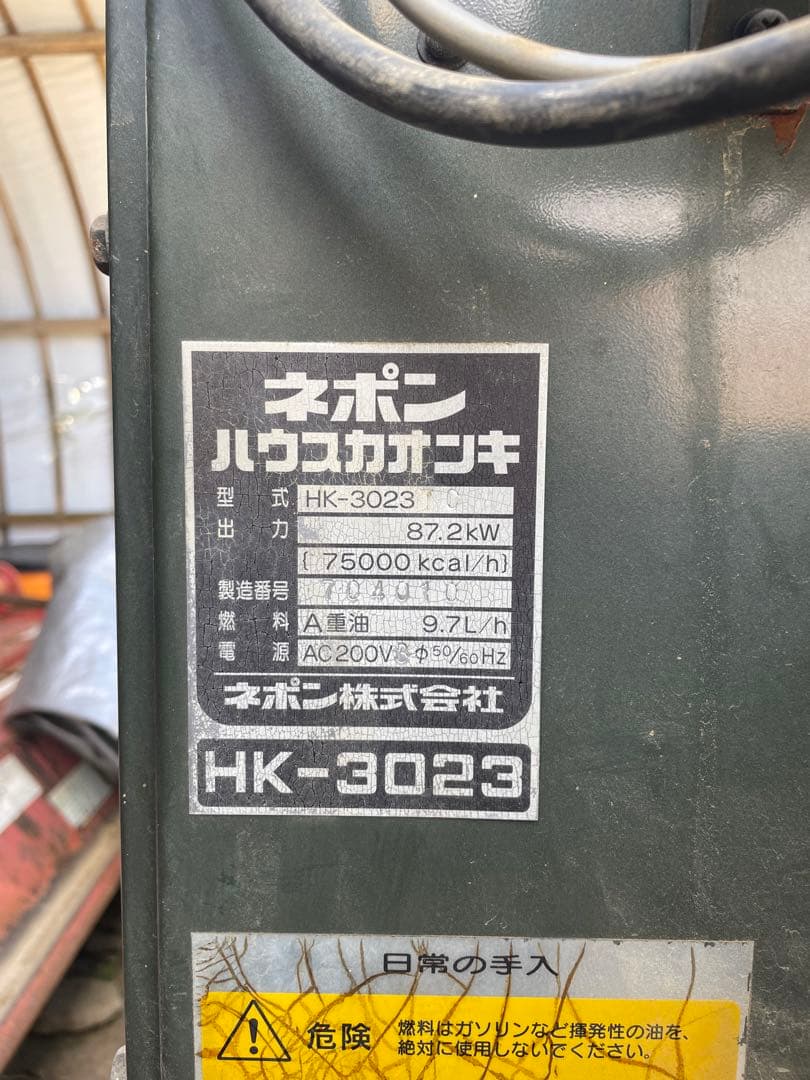 ネポン
ハウスカオンキ
型式 HK-3023 C
出力 87.2kW
{75000kcal/h}
製造番号 704010
燃料 A重油 9.7L/h
電源 AC200V3φ50/60Hz
ネポン株式会社
HK-3023
日常の手入
危険 燃料はガソリンなど揮発性の油を、
絶対に使用しないでください。